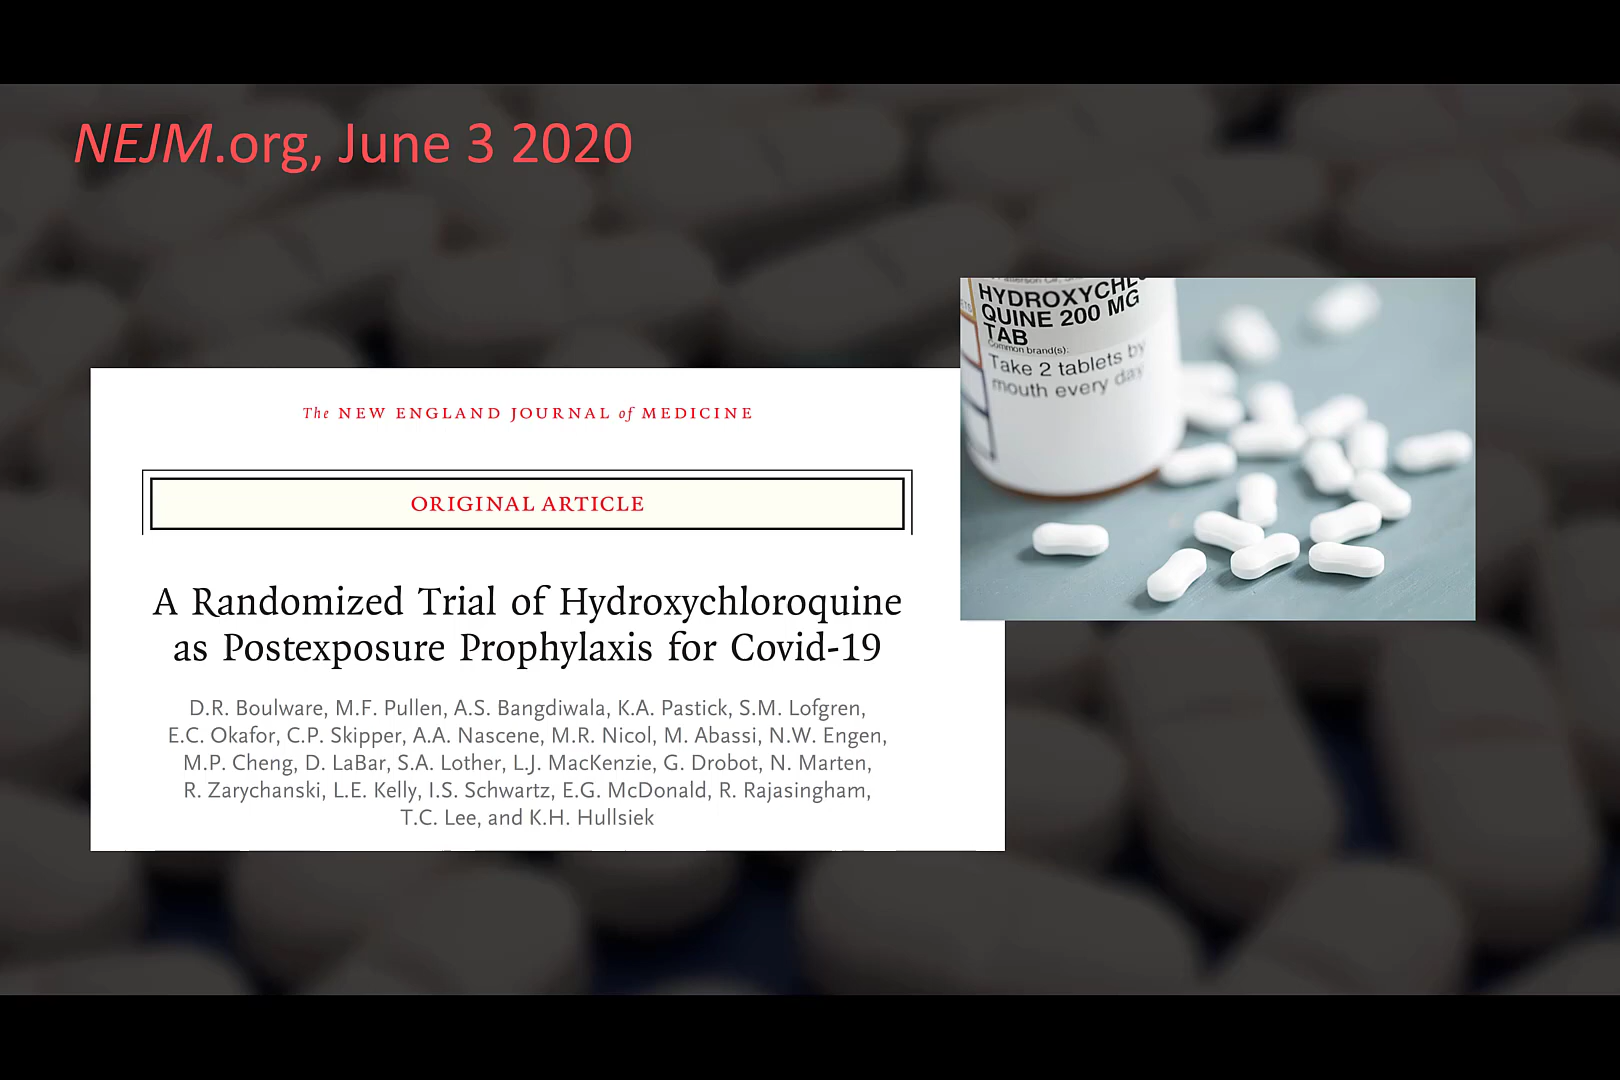 NEJM.org, June 3 2020
The NEW ENGLAND JOURNAL of MEDICINE
ORIGINAL ARTICLE
A Randomized Trial of Hydroxychloroquine
as Postexposure Prophylaxis for Covid-19
D.R. Boulware, M.F. Pullen, A.S. Bangdiwala, K.A. Pastick, S.M. Lofgren,
E.C. Okafor, C.P. Skipper, A.A. Nascene, M.R. Nicol, M. Abassi, N.W. Engen,
M.P. Cheng, D. LaBar, S.A. Lother, L.J. MacKenzie, G. Drobot, N. Marten,
R. Zarychanski, L.E. Kelly, I.S. Schwartz, E.G. McDonald, R. Rajasingham,
T.C. Lee, and K.H. Hullsiek
HYDROXYCHL
QUINE 200 MG
TAB
Common brand(s):
Take 2 tablets by
mouth every day